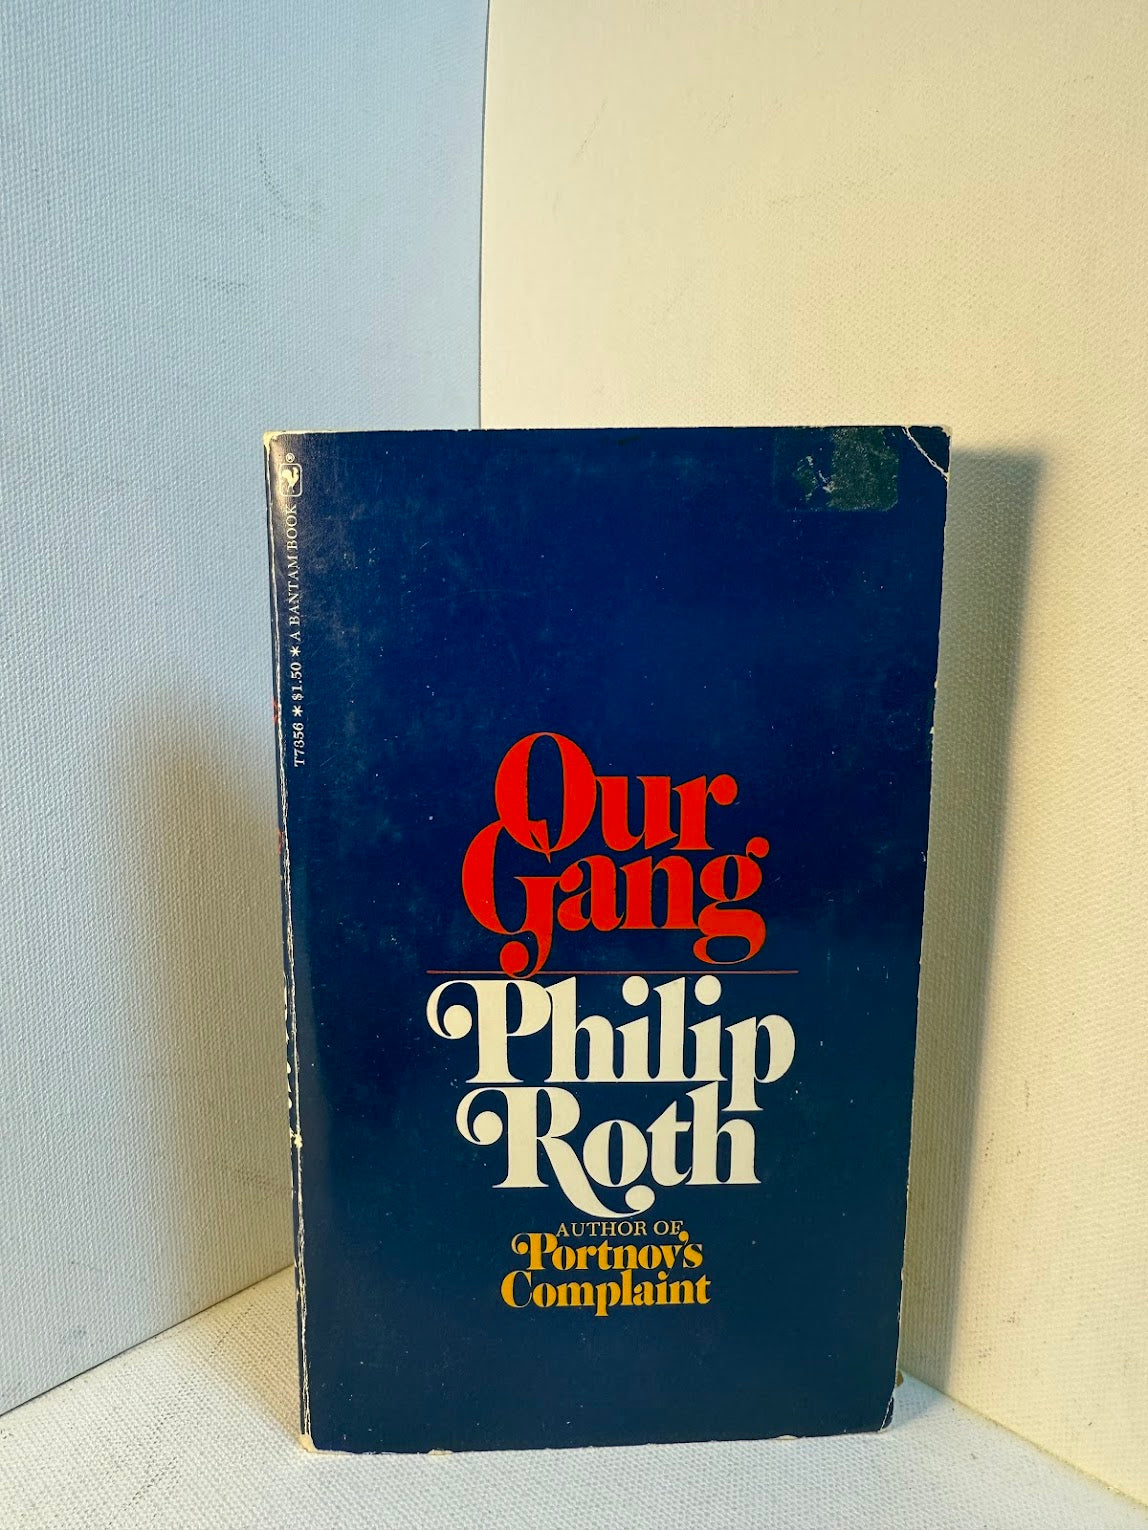 T7356 * $1.50 * A BANTAM BOOK ®
Our
Gang
Philip
Roth
AUTHOR OF
Portnoy's
Complaint